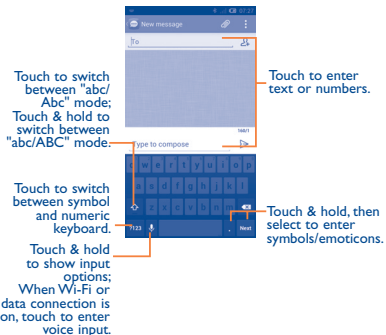 01:27
New message
To
Touch to switch
between "abc/
Abc" mode;
Touch & hold to
switch between
"abc/ABC" mode.
Touch to enter
text or numbers.
160/1
Type to compose
q w e r t y u i o p
a s d f g h j k l
z x c v b n m
?123
.
Next
Touch to switch
between symbol
and numeric
keyboard.
Touch & hold, then
select to enter
symbols/emoticons.
Touch & hold
to show input
options;
When Wi-Fi or
data connection is
on, touch to enter
voice input.